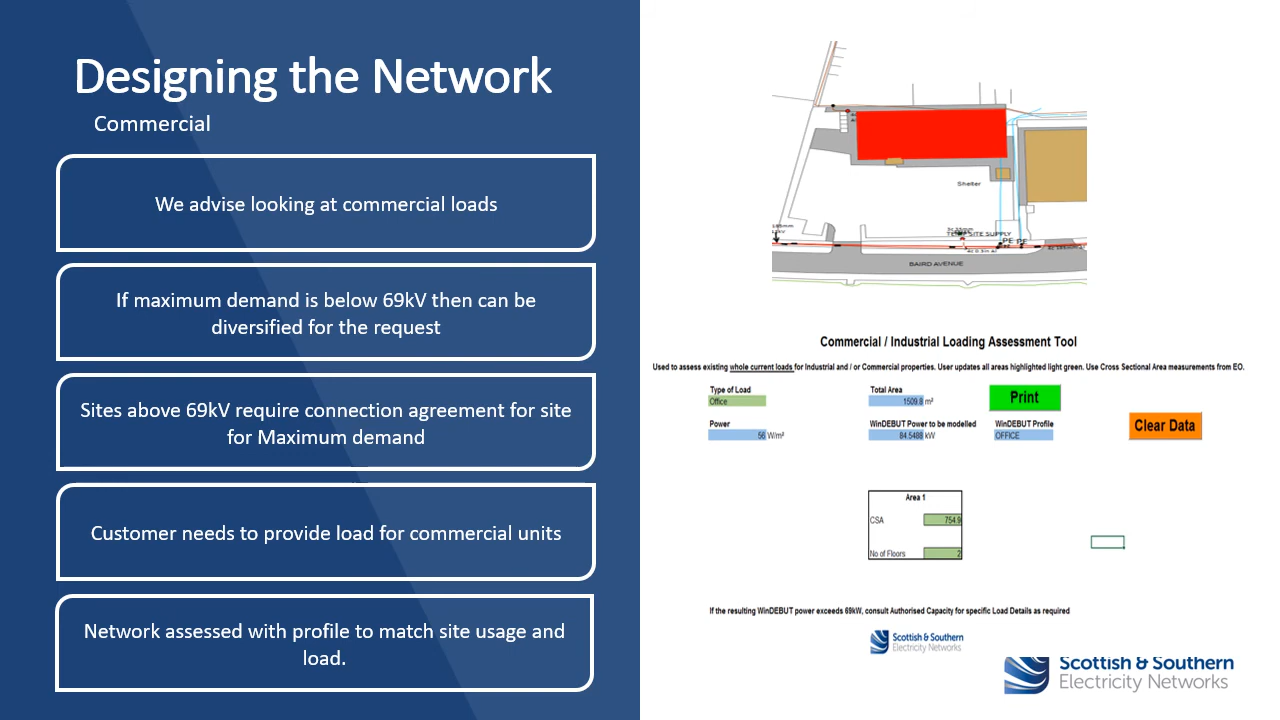 Designing the Network
Commercial
We advise looking at commercial loads
If maximum demand is below 69kV then can be
diversified for the request
Sites above 69kV require connection agreement for site
for Maximum demand
Customer needs to provide load for commercial units
Network assessed with profile to match site usage and
load.
Shelter
TEMP SITE SUPPLY
PE PE
BAIRD AVENUE
Commercial / Industrial Loading Assessment Tool
Used to assess existing whole current loads for Industrial and / or Commercial properties. User updates all areas highlighted light green. Use Cross Sectional Area measurements from EO.
Type of Load
Office
Total Area
1509.8 m²
Print
Power
56 W/m²
WinDEBUT Power to be modelled
84.5488 kW
WinDEBUT Profile
OFFICE
Clear Data
Area 1
CSA 754.9
No of Floors 2
If the resulting WinDEBUT power exceeds 69kW, consult Authorised Capacity for specific Load Details as required
Scottish & Southern
Electricity Networks
Scottish & Southern
Electricity Networks